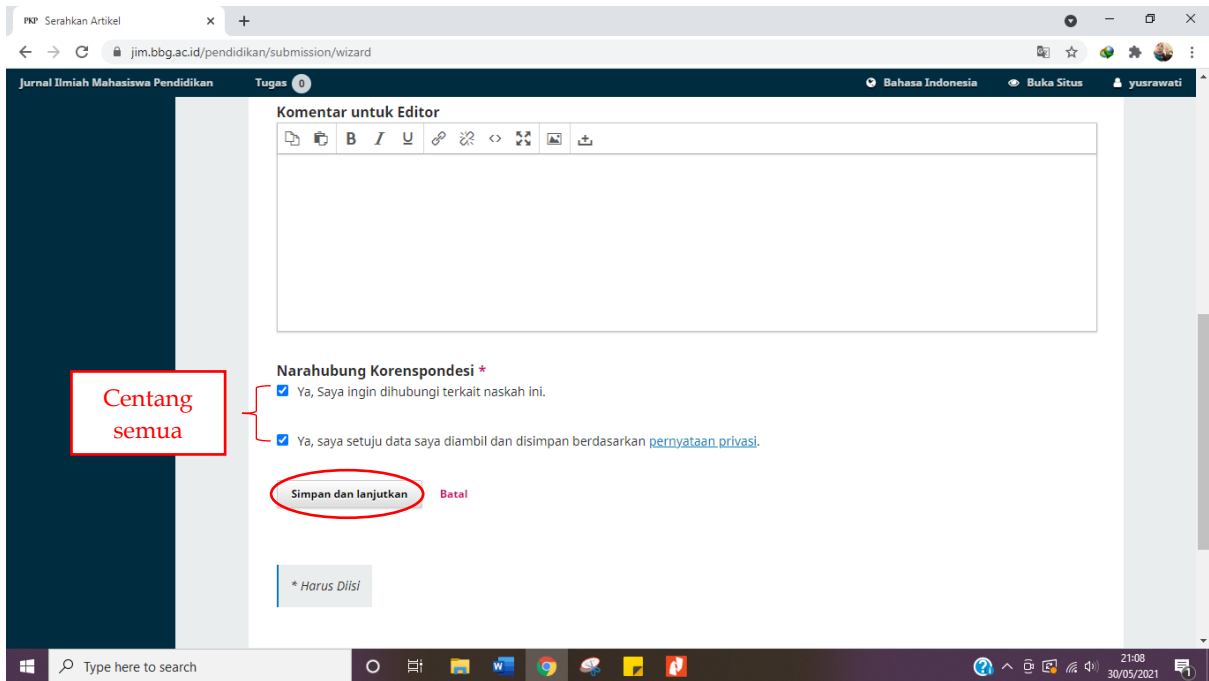 PKP Serahkan Artikel
jim.bbg.ac.id/pendidikan/submission/wizard
Jurnal Ilmiah Mahasiswa Pendidikan Tugas 0 Bahasa Indonesia Buka Situs yusrawati
Komentar untuk Editor
B I U
Narahubung Korenspondesi *
Ya, Saya ingin dihubungi terkait naskah ini.
Centang
semua
Ya, saya setuju data saya diambil dan disimpan berdasarkan pernyataan privasi.
Simpan dan lanjutkan Batal
* Harus Diisi
Type here to search
21:08
30/05/2021